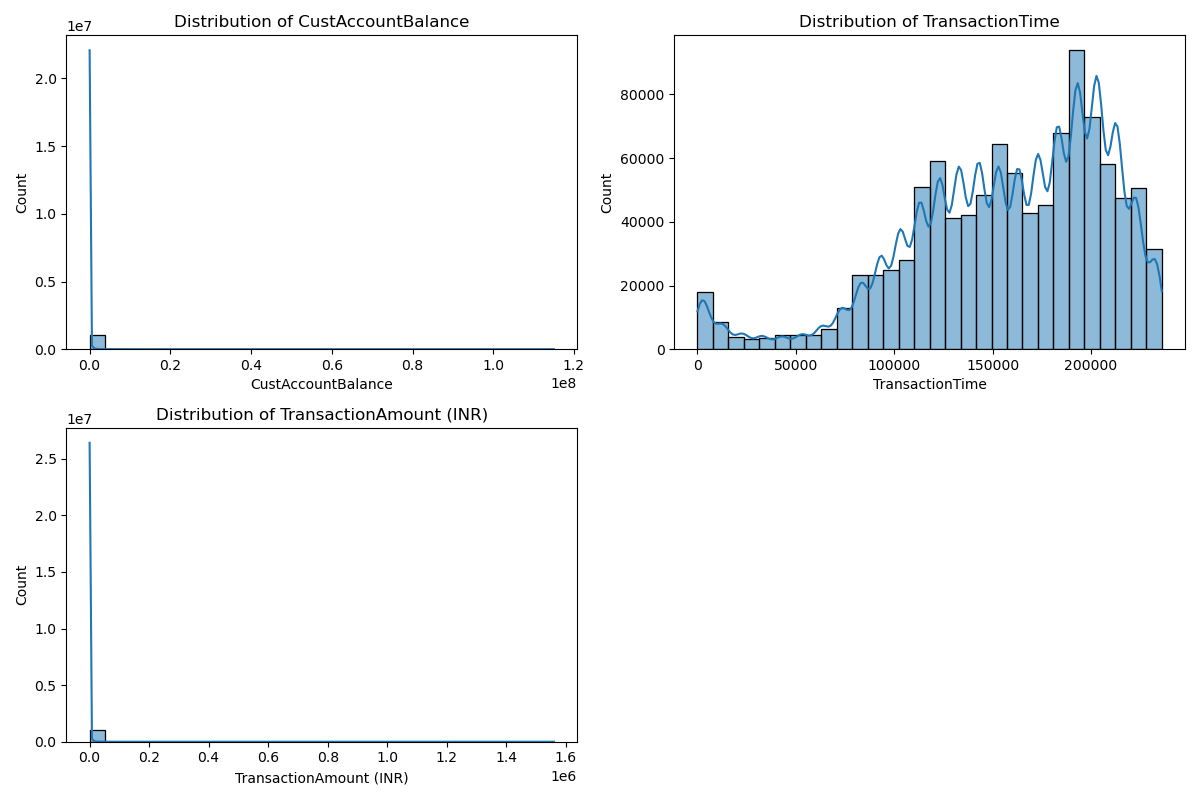 Distribution of CustAccountBalance
1e7
2.0
1.5
1.0
0.5
0.0
Count
0.0 0.2 0.4 0.6 0.8 1.0 1.2
1e8
CustAccountBalance
Distribution of TransactionTime
80000
60000
40000
20000
0
Count
0 50000 100000 150000 200000
TransactionTime
Distribution of TransactionAmount (INR)
1e7
2.5
2.0
1.5
1.0
0.5
0.0
Count
0.0 0.2 0.4 0.6 0.8 1.0 1.2 1.4 1.6
1e6
TransactionAmount (INR)